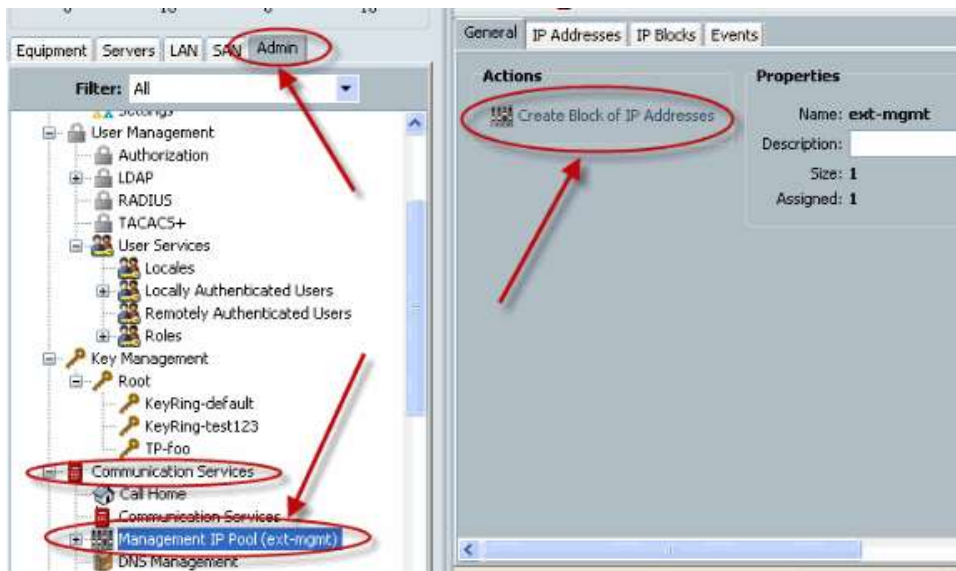 Equipment Servers LAN SAN Admin
Filter: All
Settings
User Management
Authorization
LDAP
RADIUS
TACACS+
User Services
Locales
Locally Authenticated Users
Remotely Authenticated Users
Roles
Key Management
Root
KeyRing-default
KeyRing-test123
TP-foo
Communication Services
Call Home
Communication Services
Management IP Pool (ext-mgmt)
DNS Management
General IP Addresses IP Blocks Events
Actions
Create Block of IP Addresses
Properties
Name: ext-mgmt
Description:
Size: 1
Assigned: 1